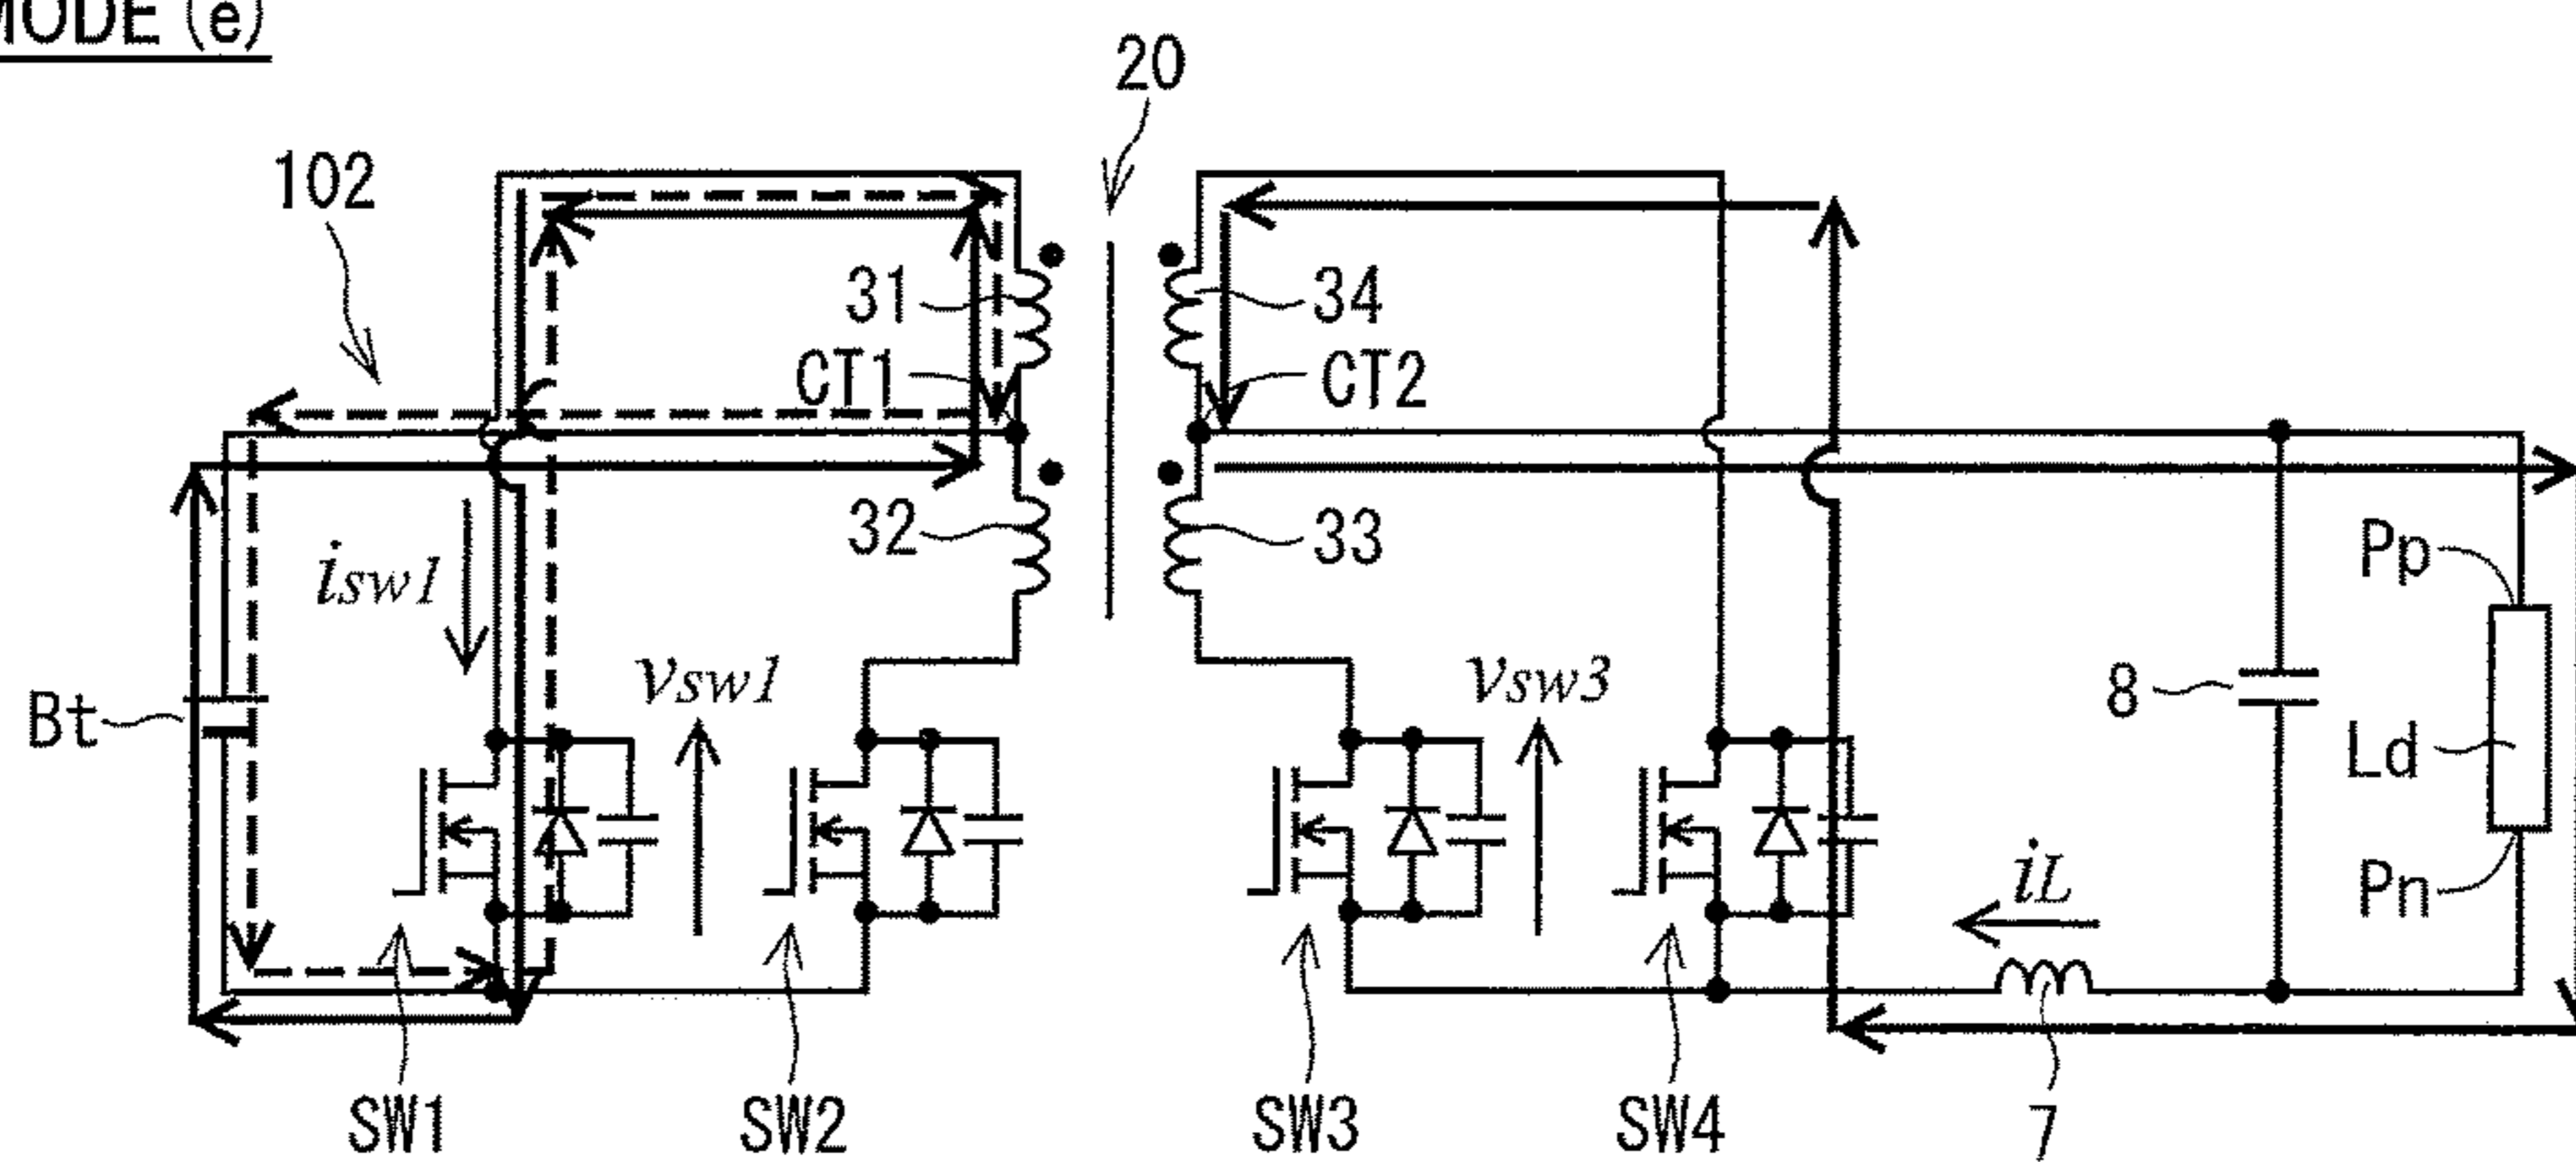 MODE (e)
20
102
31
34
CT1
CT2
32
33
Pp
isw1
vsw1
vsw3
8
Bt
Ld
iL
Pn
SW1
SW2
SW3
SW4
7